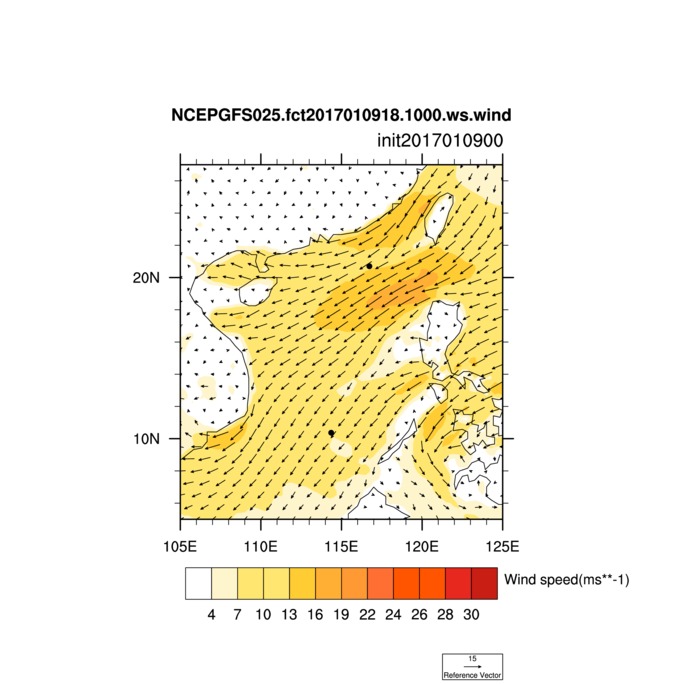 NCEPGFS025.fct2017010918.1000.ws.wind
init2017010900
20N
10N
105E 110E 115E 120E 125E
Wind speed(ms**-1)
4 7 10 13 16 19 22 24 26 28 30
15
Reference Vector